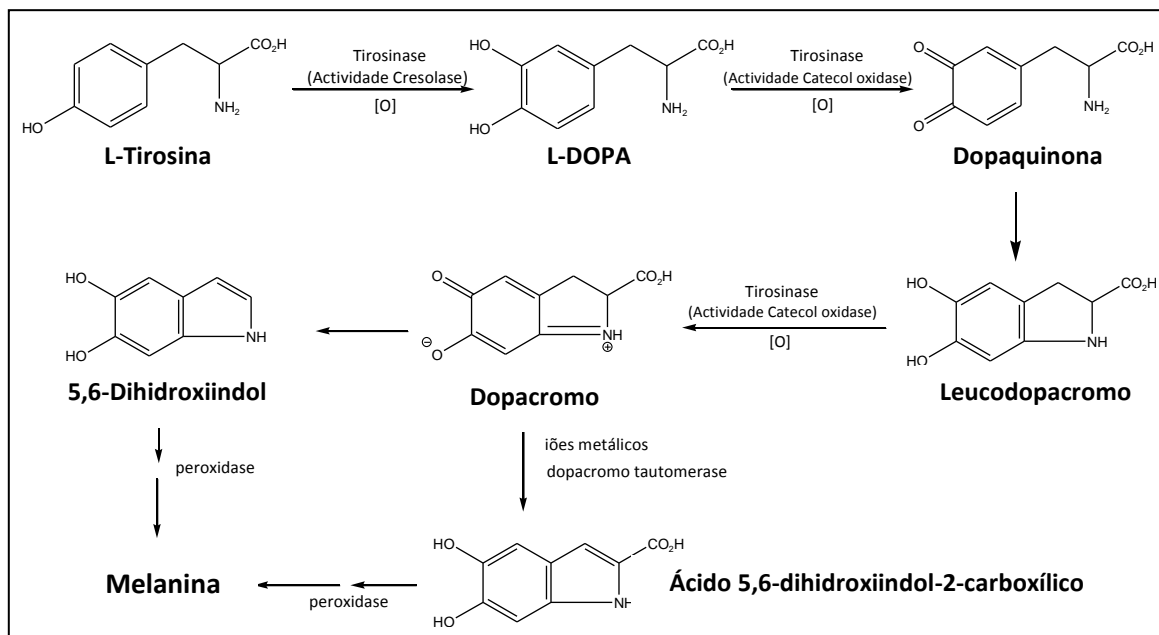 CO₂H
NH₂
HO
L-Tirosina
Tirosinase
(Actividade Cresolase)
[O]
HO
HO
CO₂H
NH₂
L-DOPA
Tirosinase
(Actividade Catecol oxidase)
[O]
O
O
CO₂H
NH₂
Dopaquinona
HO
HO
NH
5,6-Dihidroxiindol
O
⊖
O
CO₂H
NH
⊕
Dopacromo
Tirosinase
(Actividade Catecol oxidase)
[O]
HO
HO
CO₂H
NH
Leucodopacromo
peroxidase
iões metálicos
dopacromo tautomerase
Melanina
peroxidase
HO
HO
CO₂H
Ácido 5,6-dihidroxiindol-2-carboxílico